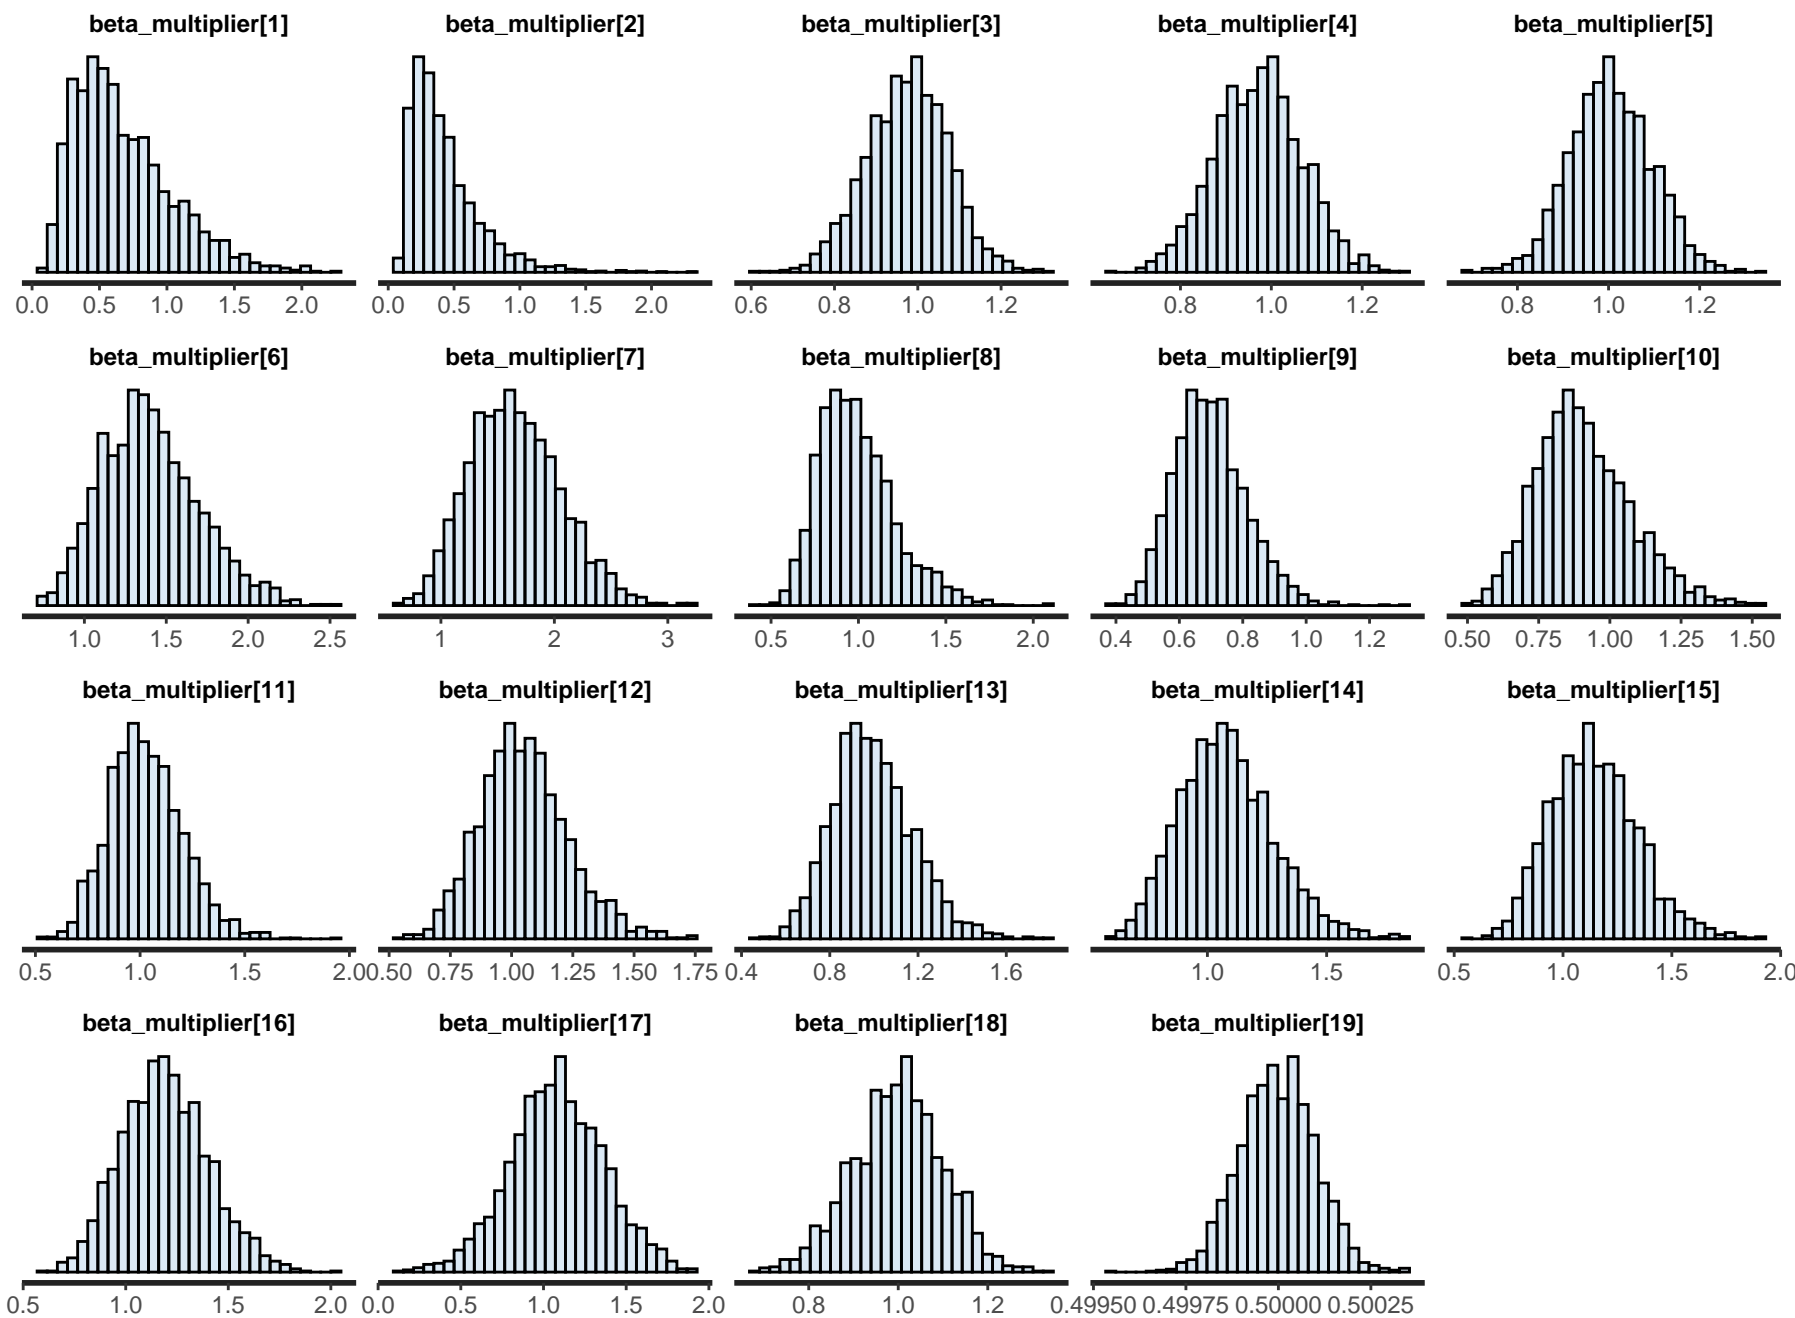 beta_multiplier[1] beta_multiplier[2] beta_multiplier[3] beta_multiplier[4] beta_multiplier[5]
0.0 0.5 1.0 1.5 2.0 0.0 0.5 1.0 1.5 2.0 0.6 0.8 1.0 1.2 0.8 1.0 1.2 0.8 1.0 1.2
beta_multiplier[6] beta_multiplier[7] beta_multiplier[8] beta_multiplier[9] beta_multiplier[10]
1.0 1.5 2.0 2.5 1 2 3 0.5 1.0 1.5 2.0 0.4 0.6 0.8 1.0 1.2 0.50 0.75 1.00 1.25 1.50
beta_multiplier[11] beta_multiplier[12] beta_multiplier[13] beta_multiplier[14] beta_multiplier[15]
0.5 1.0 1.5 2.0 0.50 0.75 1.00 1.25 1.50 1.75 0.4 0.8 1.2 1.6 1.0 1.5 0.5 1.0 1.5 2.0
beta_multiplier[16] beta_multiplier[17] beta_multiplier[18] beta_multiplier[19]
0.5 1.0 1.5 2.0 0.0 0.5 1.0 1.5 2.0 0.8 1.0 1.2 0.49950 0.49975 0.50000 0.50025